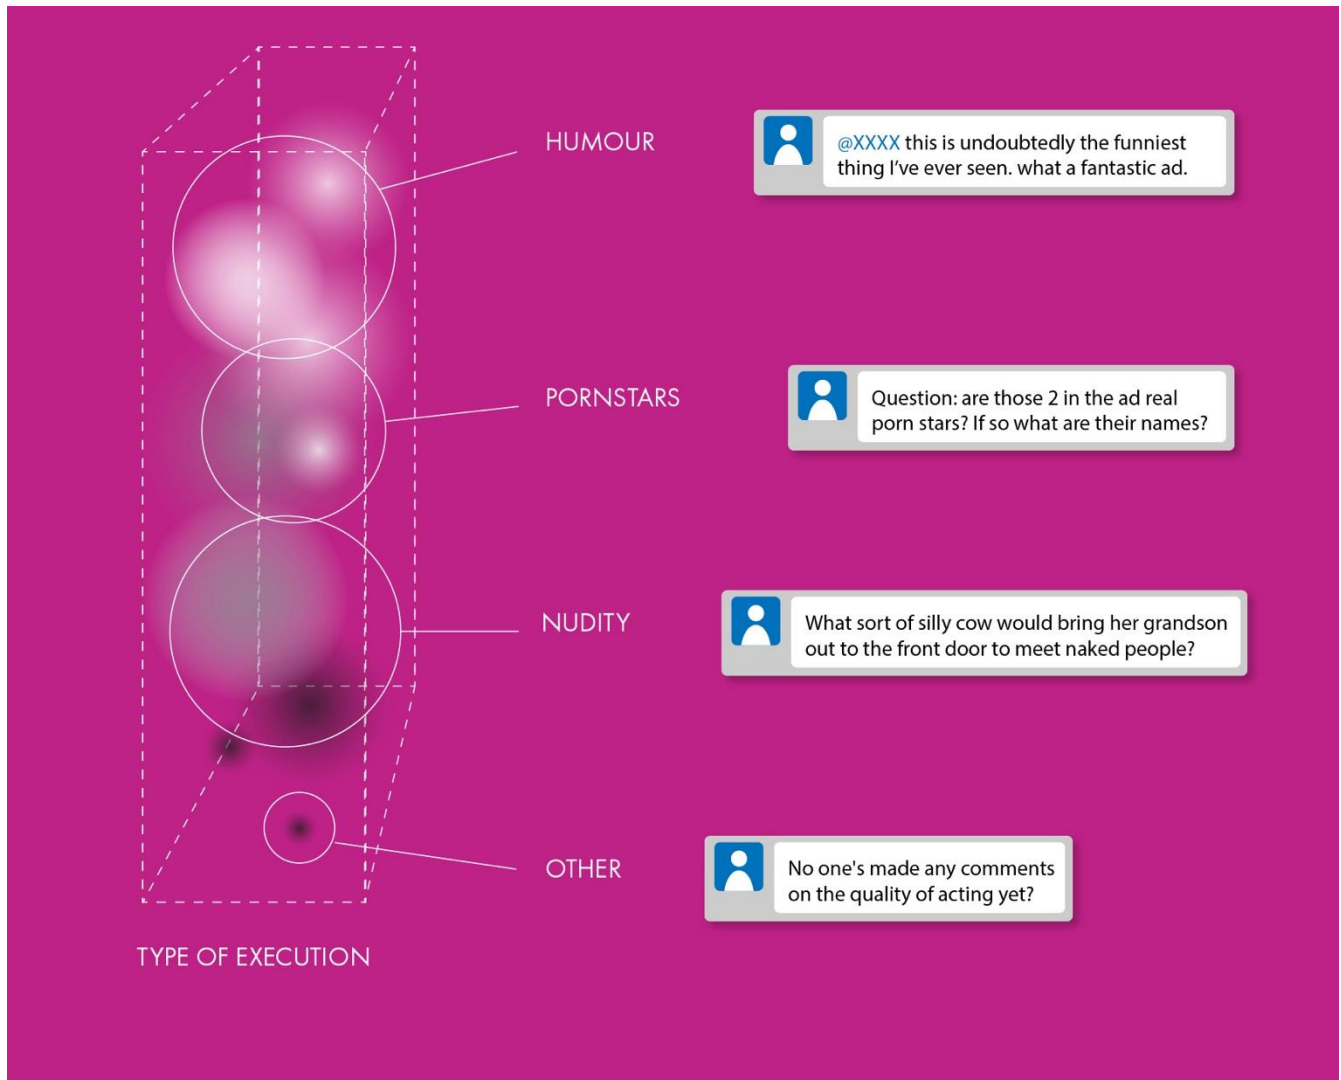 HUMOUR
@XXXX this is undoubtedly the funniest
thing I've ever seen. what a fantastic ad.
PORNSTARS
Question: are those 2 in the ad real
porn stars? If so what are their names?
NUDITY
What sort of silly cow would bring her grandson
out to the front door to meet naked people?
OTHER
No one's made any comments
on the quality of acting yet?
TYPE OF EXECUTION